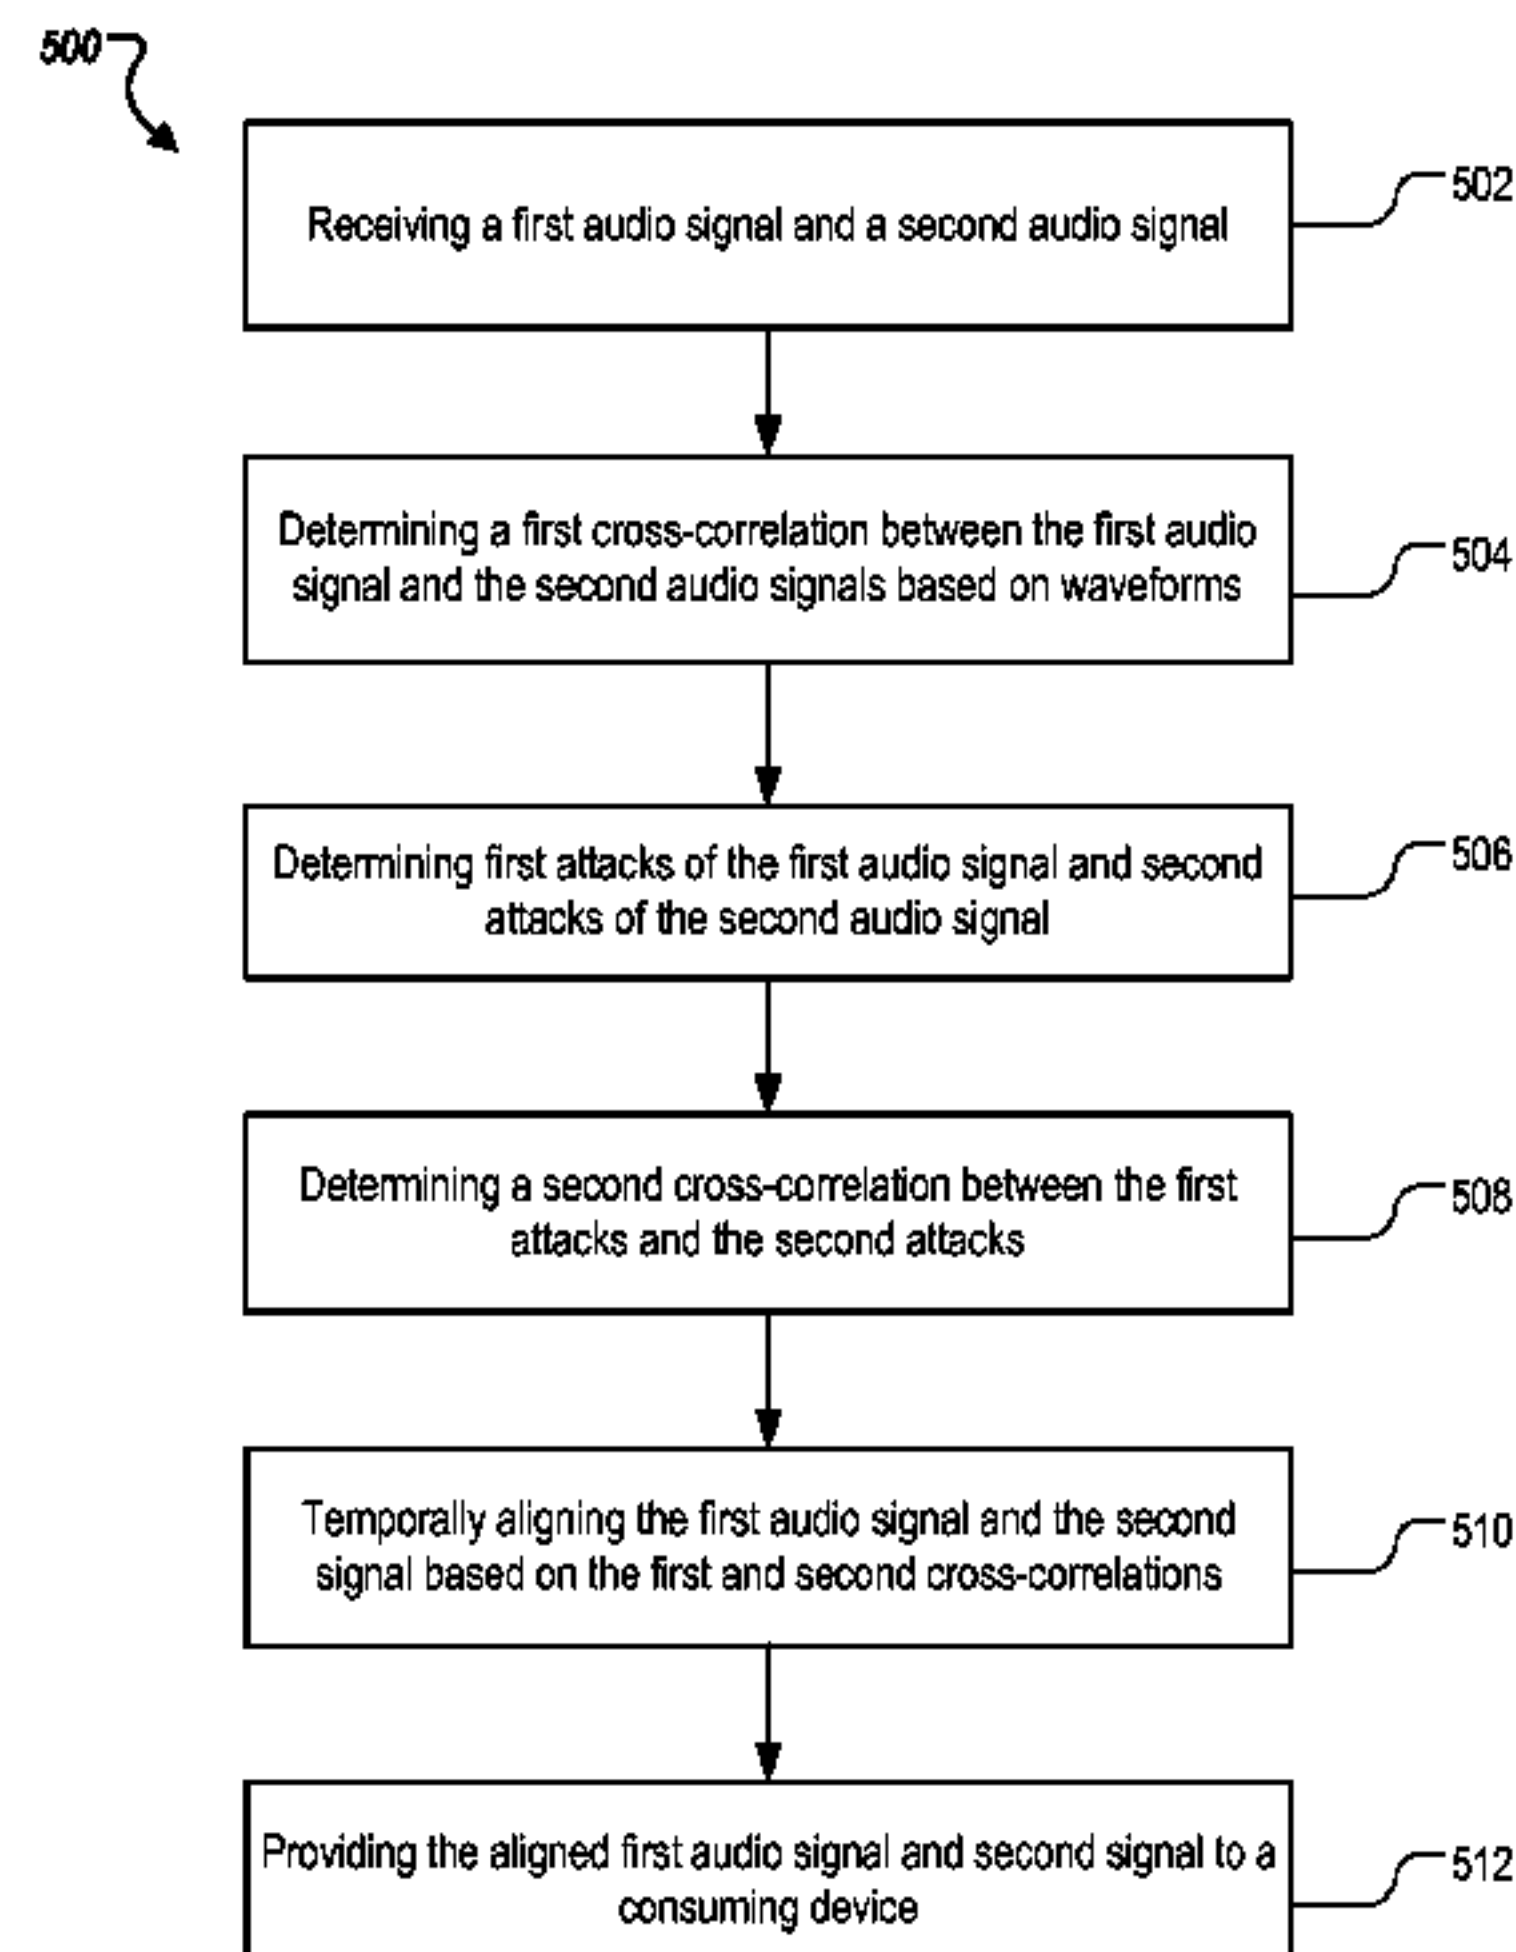 500
Receiving a first audio signal and a second audio signal
502
Determining a first cross-correlation between the first audio
signal and the second audio signals based on waveforms
504
Determining first attacks of the first audio signal and second
attacks of the second audio signal
506
Determining a second cross-correlation between the first
attacks and the second attacks
508
Temporally aligning the first audio signal and the second
signal based on the first and second cross-correlations
510
Providing the aligned first audio signal and second signal to a
consuming device
512